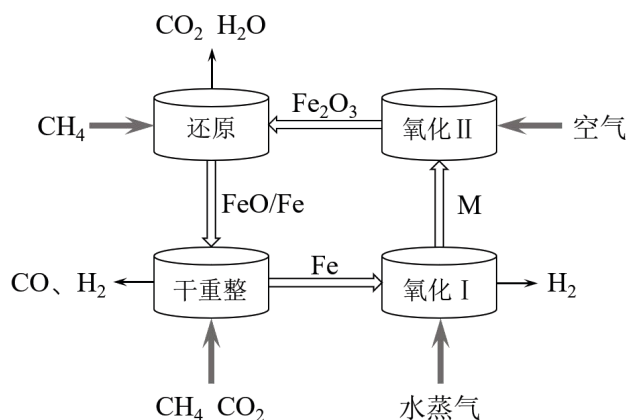 CO₂ H₂O
Fe₂O₃
CH₄
还原
氧化Ⅱ
空气
FeO/Fe
M
CO、H₂
干重整
Fe
氧化Ⅰ
H₂
CH₄ CO₂
水蒸气